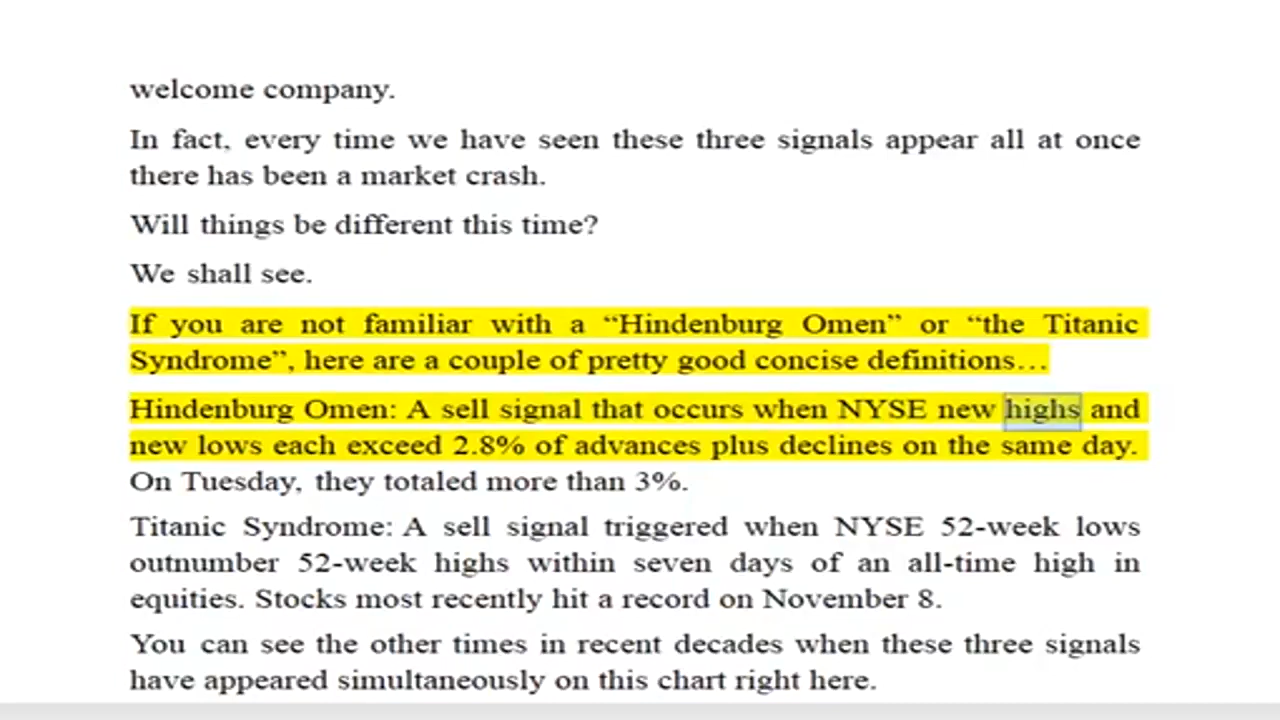 welcome company.
In fact, every time we have seen these three signals appear all at once
there has been a market crash.
Will things be different this time?
We shall see.
If you are not familiar with a “Hindenburg Omen” or “the Titanic
Syndrome”, here are a couple of pretty good concise definitions…
Hindenburg Omen: A sell signal that occurs when NYSE new highs and
new lows each exceed 2.8% of advances plus declines on the same day.
On Tuesday, they totaled more than 3%.
Titanic Syndrome: A sell signal triggered when NYSE 52-week lows
outnumber 52-week highs within seven days of an all-time high in
equities. Stocks most recently hit a record on November 8.
You can see the other times in recent decades when these three signals
have appeared simultaneously on this chart right here.